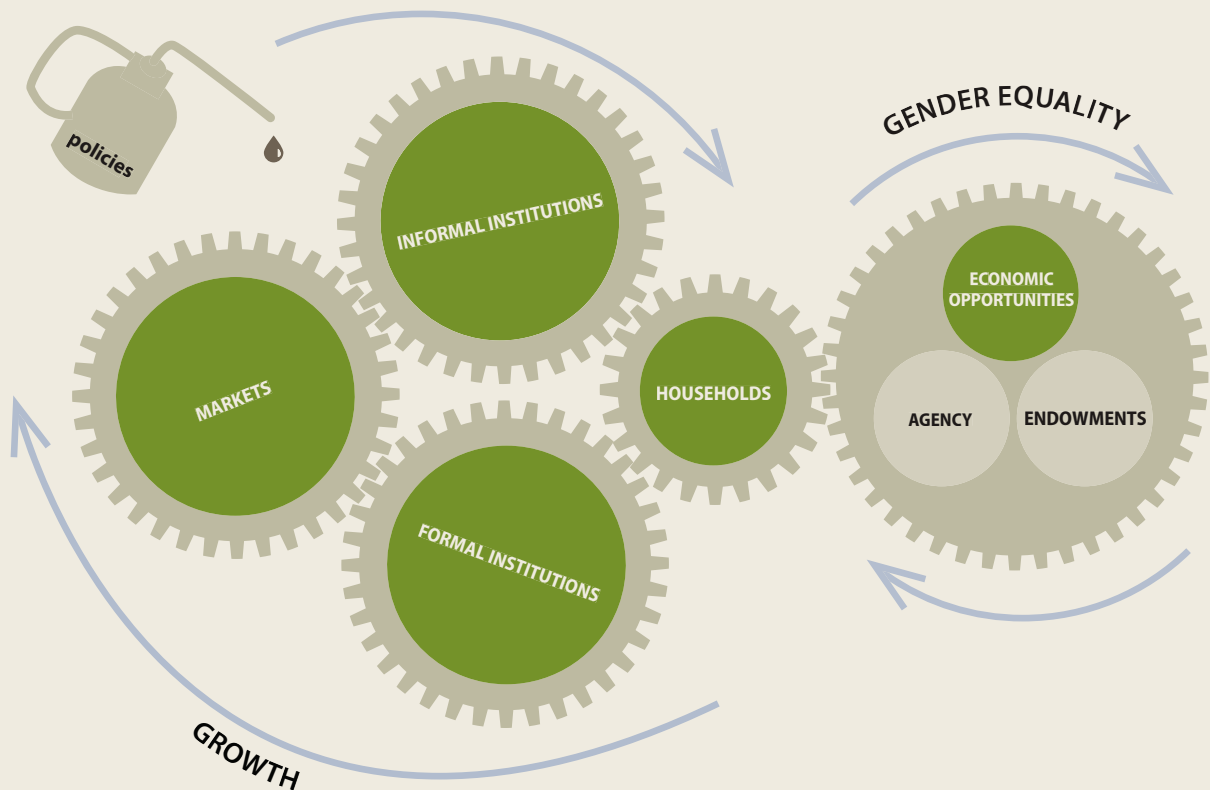 policies
INFORMAL INSTITUTIONS
GENDER EQUALITY
ECONOMIC
OPPORTUNITIES
MARKETS
HOUSEHOLDS
AGENCY
ENDOWMENTS
FORMAL INSTITUTIONS
GROWTH